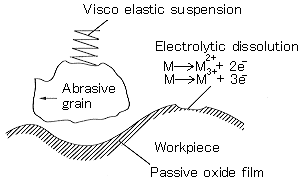 Visco elastic suspension
Electrolytic dissolution
M→M²⁺ + 2e⁻
M→M³⁺ + 3e⁻
Abrasive
grain
Workpiece
Passive oxide film